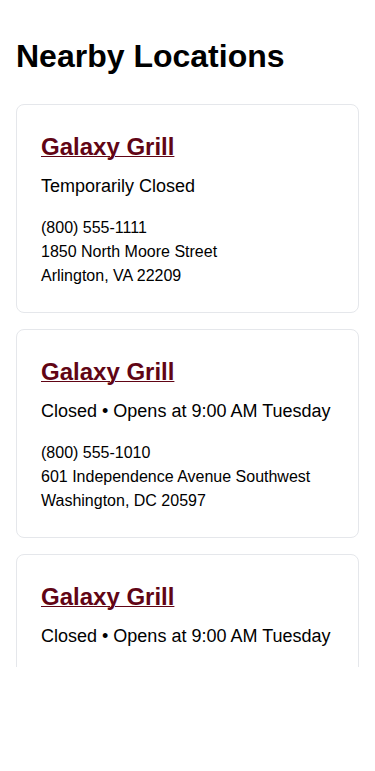 Nearby Locations
Galaxy Grill
Temporarily Closed
(800) 555-1111
1850 North Moore Street
Arlington, VA 22209
Galaxy Grill
Closed • Opens at 9:00 AM Tuesday
(800) 555-1010
601 Independence Avenue Southwest
Washington, DC 20597
Galaxy Grill
Closed • Opens at 9:00 AM Tuesday